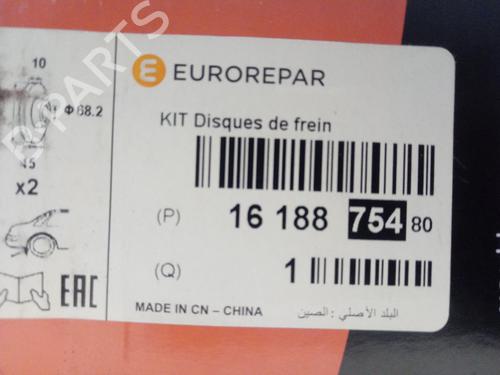 EUROREPAR
KIT Disques de frein
10
Φ68.2
x2
(P) 16 188 754 80
(Q) 1
EAC
MADE IN CN – CHINA
البلد الأصلي : الصين
B-PARTS